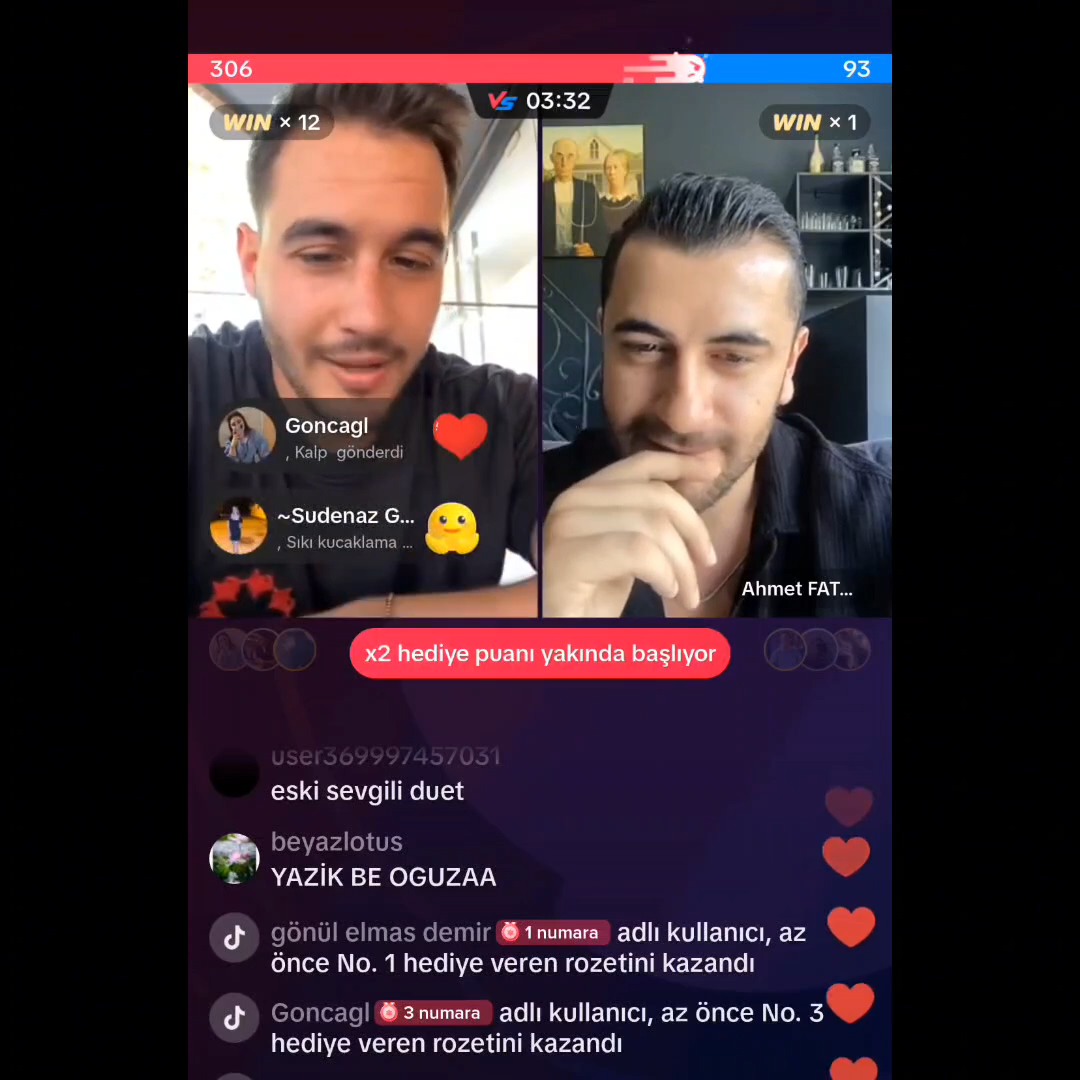 306
93
VS 03:32
WIN × 12
WIN × 1
Goncagl
, Kalp gönderdi
~Sudenaz G...
, Sıkı kucaklama ...
Ahmet FAT...
x2 hediye puanı yakında başlıyor
user369997457031
eski sevgili duet
beyazlotus
YAZİK BE OGUZAA
gönül elmas demir 1 numara adlı kullanıcı, az
önce No. 1 hediye veren rozetini kazandı
Goncagl 3 numara adlı kullanıcı, az önce No. 3
hediye veren rozetini kazandı